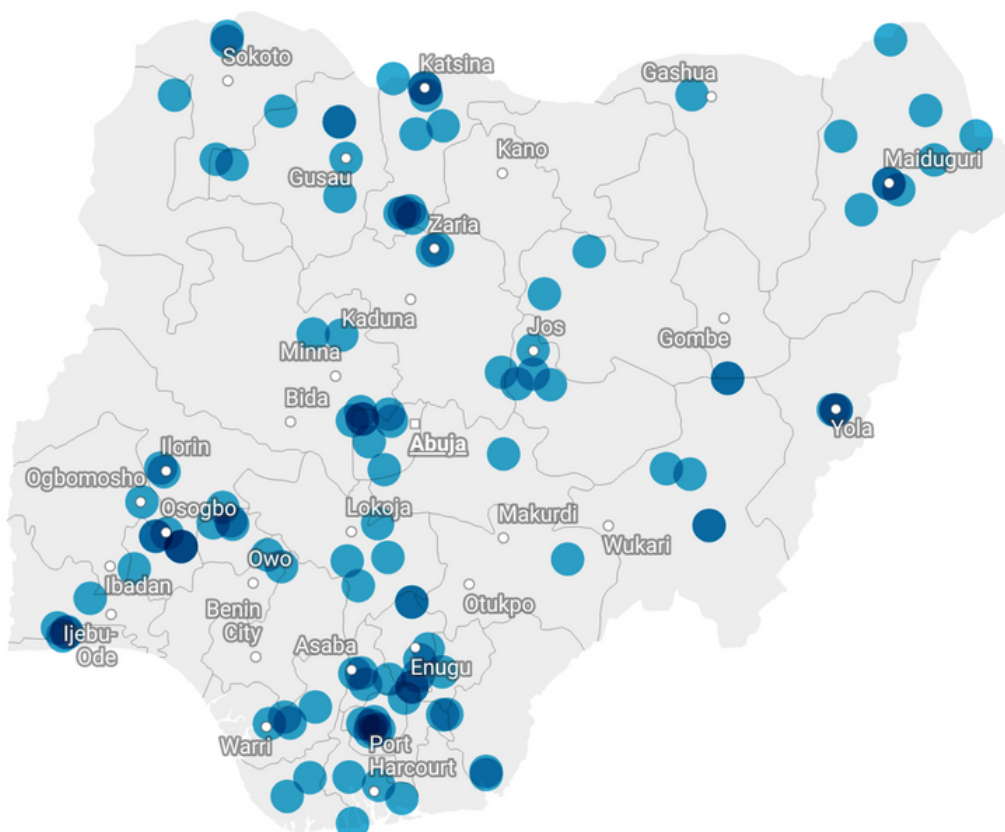 Sokoto
Katsina
Gashua
Kano
Maiduguri
Gusau
Zaria
Kaduna
Jos
Gombe
Minna
Bida
Yola
Abuja
Ilorin
Ogbomosho
Osogbo
Lokoja
Makurdi
Wukari
Owo
Ibadan
Otukpo
Benin
City
Ijebu-
Ode
Asaba
Enugu
Warri
Port
Harcourt